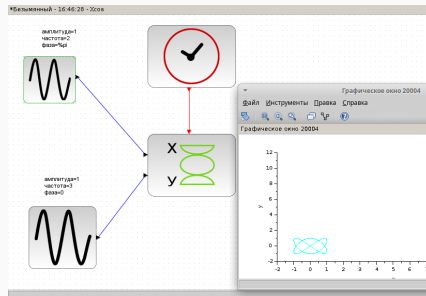 *Безымянный - 16:46:28 - Xcos
амплитуда=1
частота=2
фаза=%pi
X
У
амплитуда=1
частота=3
фаза=0
Графическое окно 20004
Файл Инструменты Правка Справка
Графическое окно 20004
12
10
8
6
4
2
0
-2
y
-2 -1 0 1 2 3 4 5 6